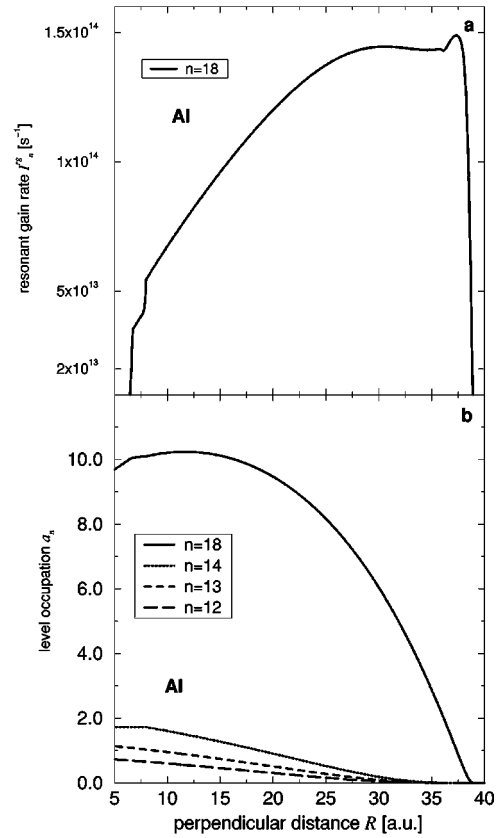 a
1.5x10¹⁴
n=18
Al
1x10¹⁴
5x10¹³
2x10¹³
resonant gain rate Iʳᵍₙ [s⁻¹]
b
10.0
8.0
n=18
n=14
6.0
n=13
n=12
4.0
Al
2.0
0.0
level occupation aₙ
5 10 15 20 25 30 35 40
perpendicular distance R [a.u.]